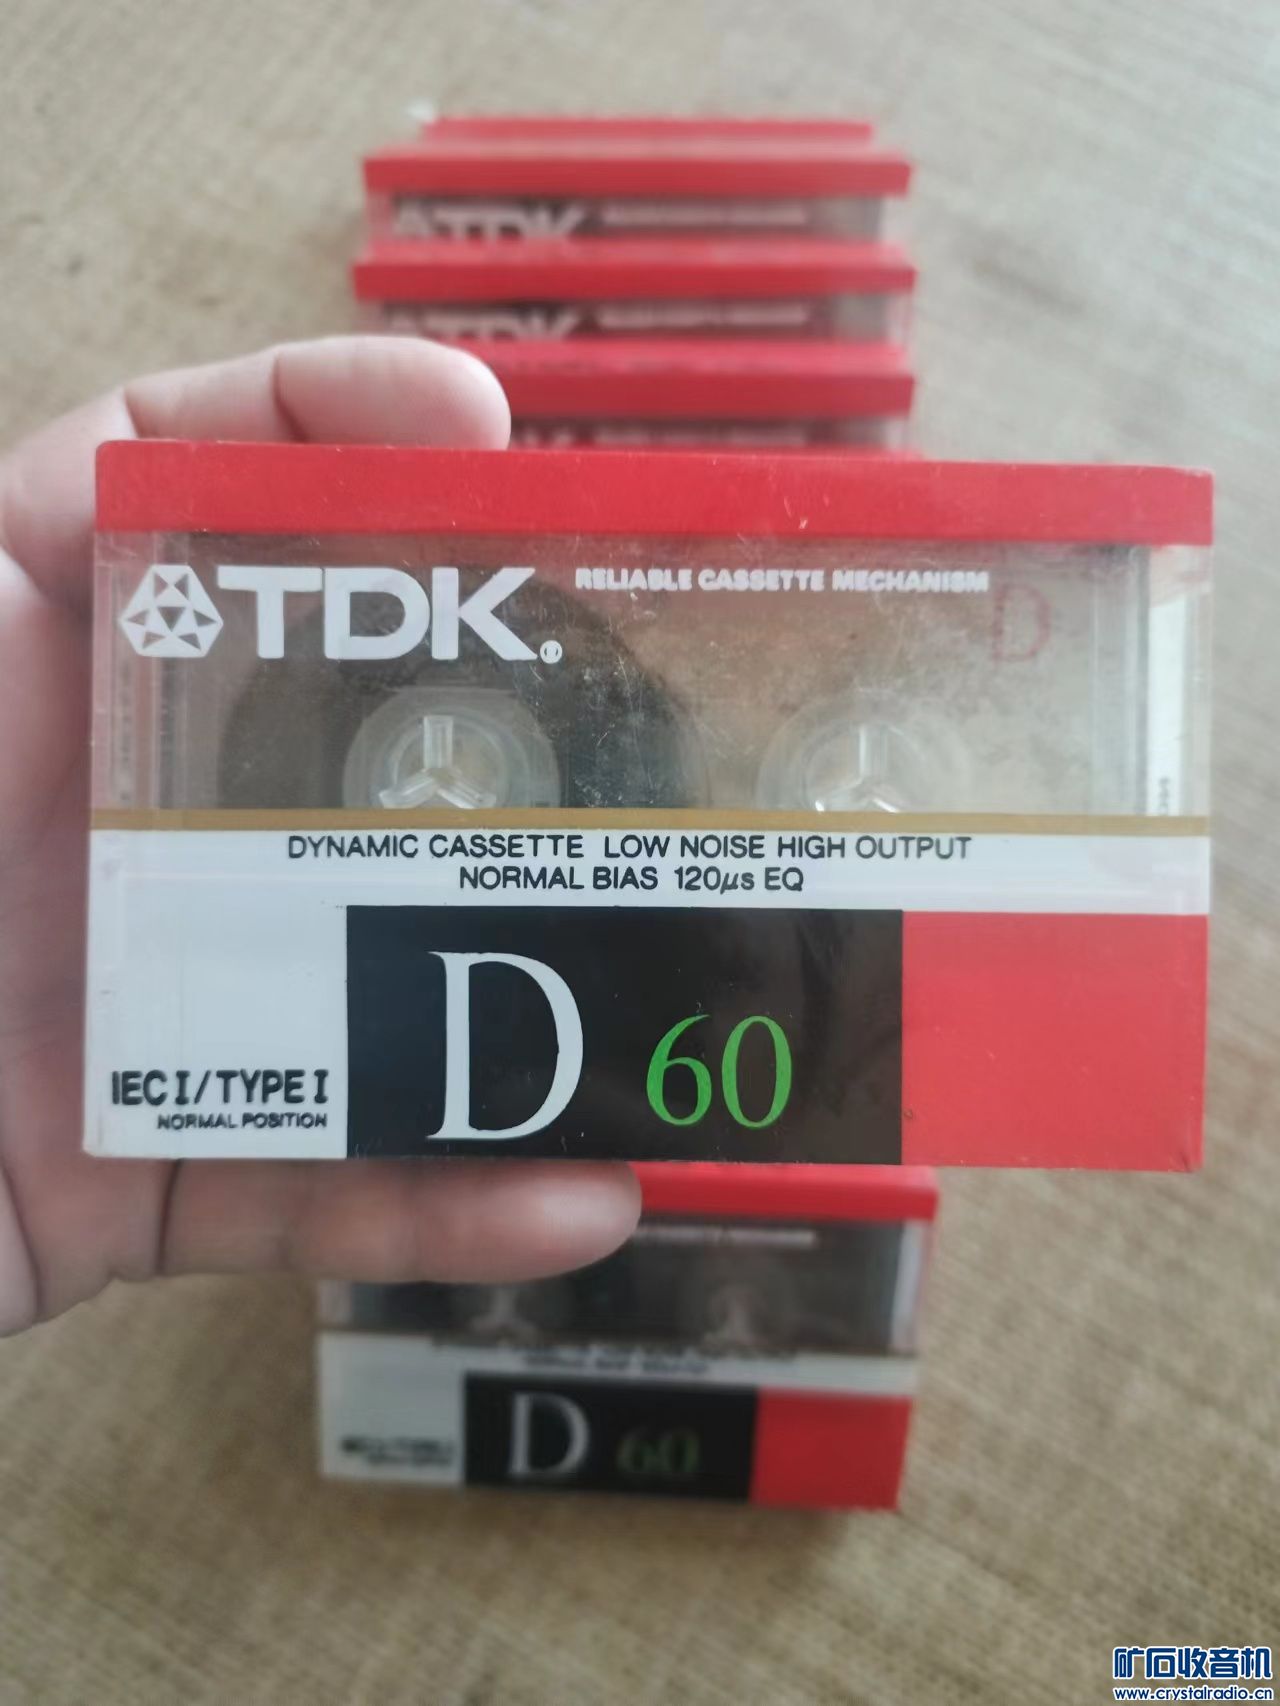 TDK
TDK
TDK®
RELIABLE CASSETTE MECHANISM
D
DYNAMIC CASSETTE LOW NOISE HIGH OUTPUT
NORMAL BIAS 120µs EQ
IEC I/TYPE I
NORMAL POSITION
D 60
D 60
矿石收音机
www.crystalradio.cn